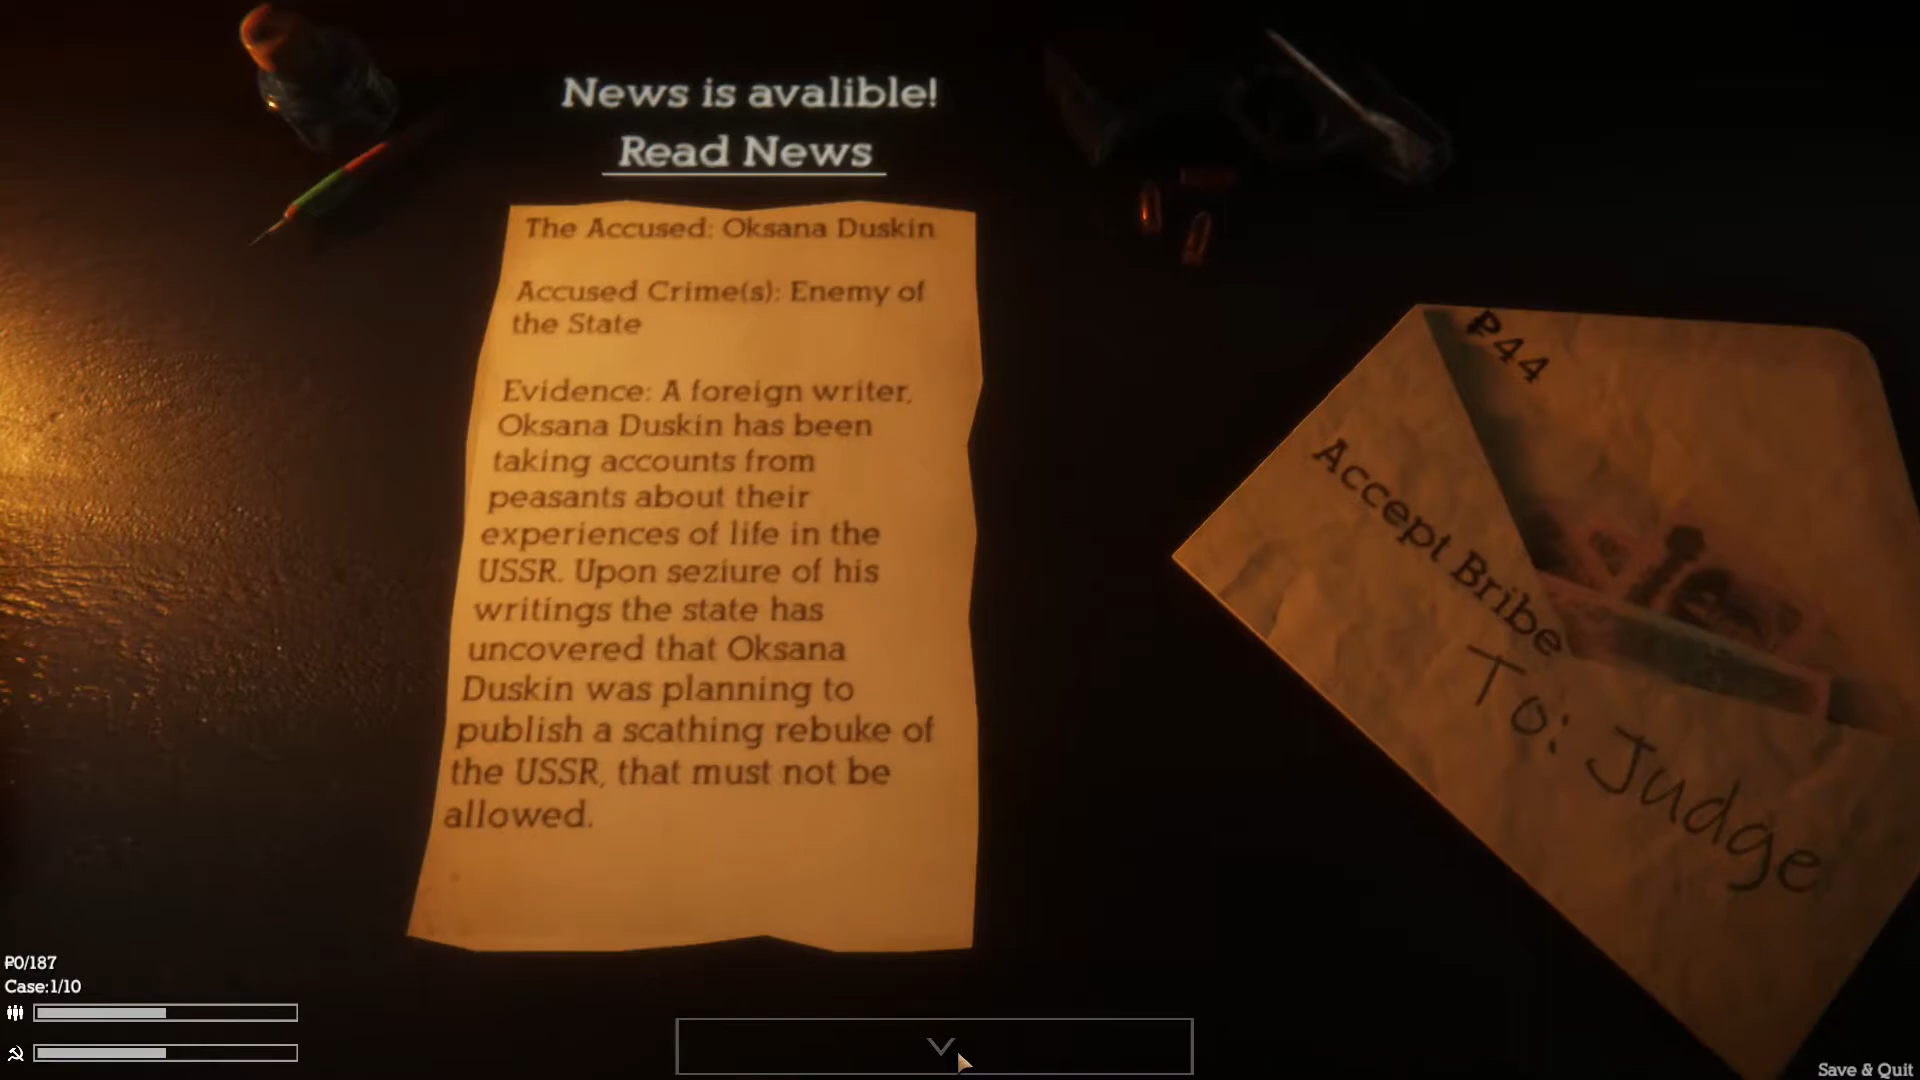 News is avalible!
Read News
The Accused: Oksana Duskin
Accused Crime(s): Enemy of
the State
Evidence: A foreign writer,
Oksana Duskin has been
taking accounts from
peasants about their
experiences of life in the
USSR. Upon seziure of his
writings the state has
uncovered that Oksana
Duskin was planning to
publish a scathing rebuke of
the USSR, that must not be
allowed.
₽44
Accept Bribe
To: Judge
₽0/187
Case:1/10
Save & Quit